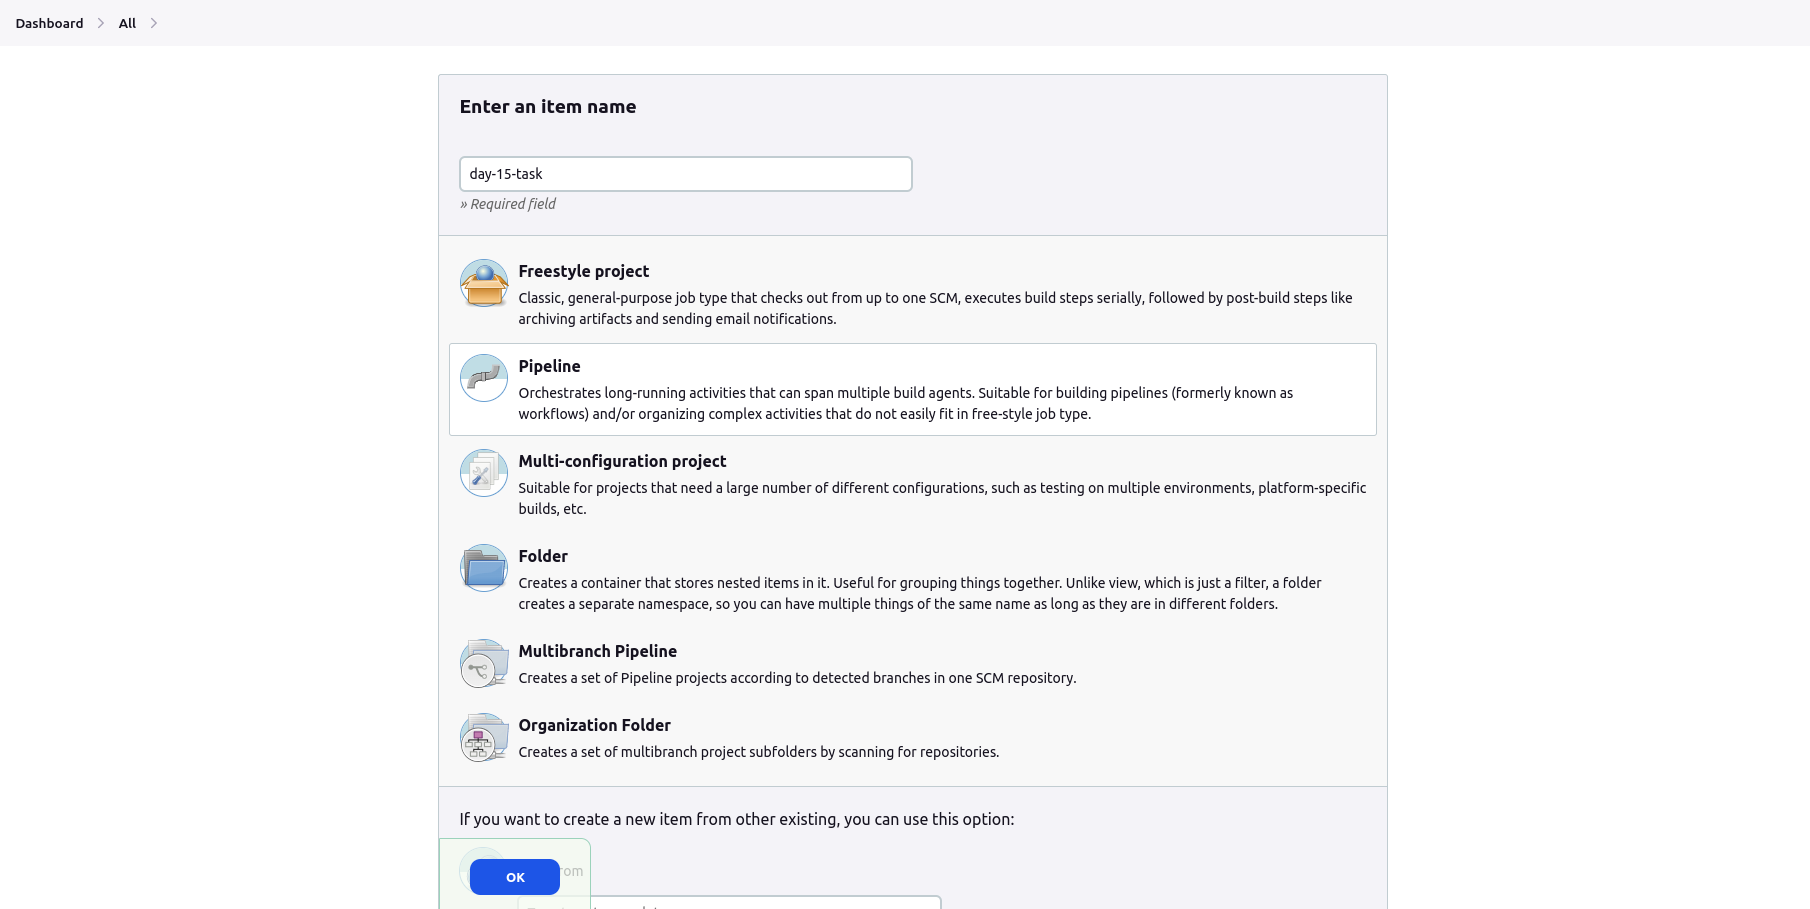 Dashboard
All
Enter an item name
day-15-task
» Required field
Freestyle project
Classic, general-purpose job type that checks out from up to one SCM, executes build steps serially, followed by post-build steps like
archiving artifacts and sending email notifications.
Pipeline
Orchestrates long-running activities that can span multiple build agents. Suitable for building pipelines (formerly known as
workflows) and/or organizing complex activities that do not easily fit in free-style job type.
Multi-configuration project
Suitable for projects that need a large number of different configurations, such as testing on multiple environments, platform-specific
builds, etc.
Folder
Creates a container that stores nested items in it. Useful for grouping things together. Unlike view, which is just a filter, a folder
creates a separate namespace, so you can have multiple things of the same name as long as they are in different folders.
Multibranch Pipeline
Creates a set of Pipeline projects according to detected branches in one SCM repository.
Organization Folder
Creates a set of multibranch project subfolders by scanning for repositories.
If you want to create a new item from other existing, you can use this option:
OK